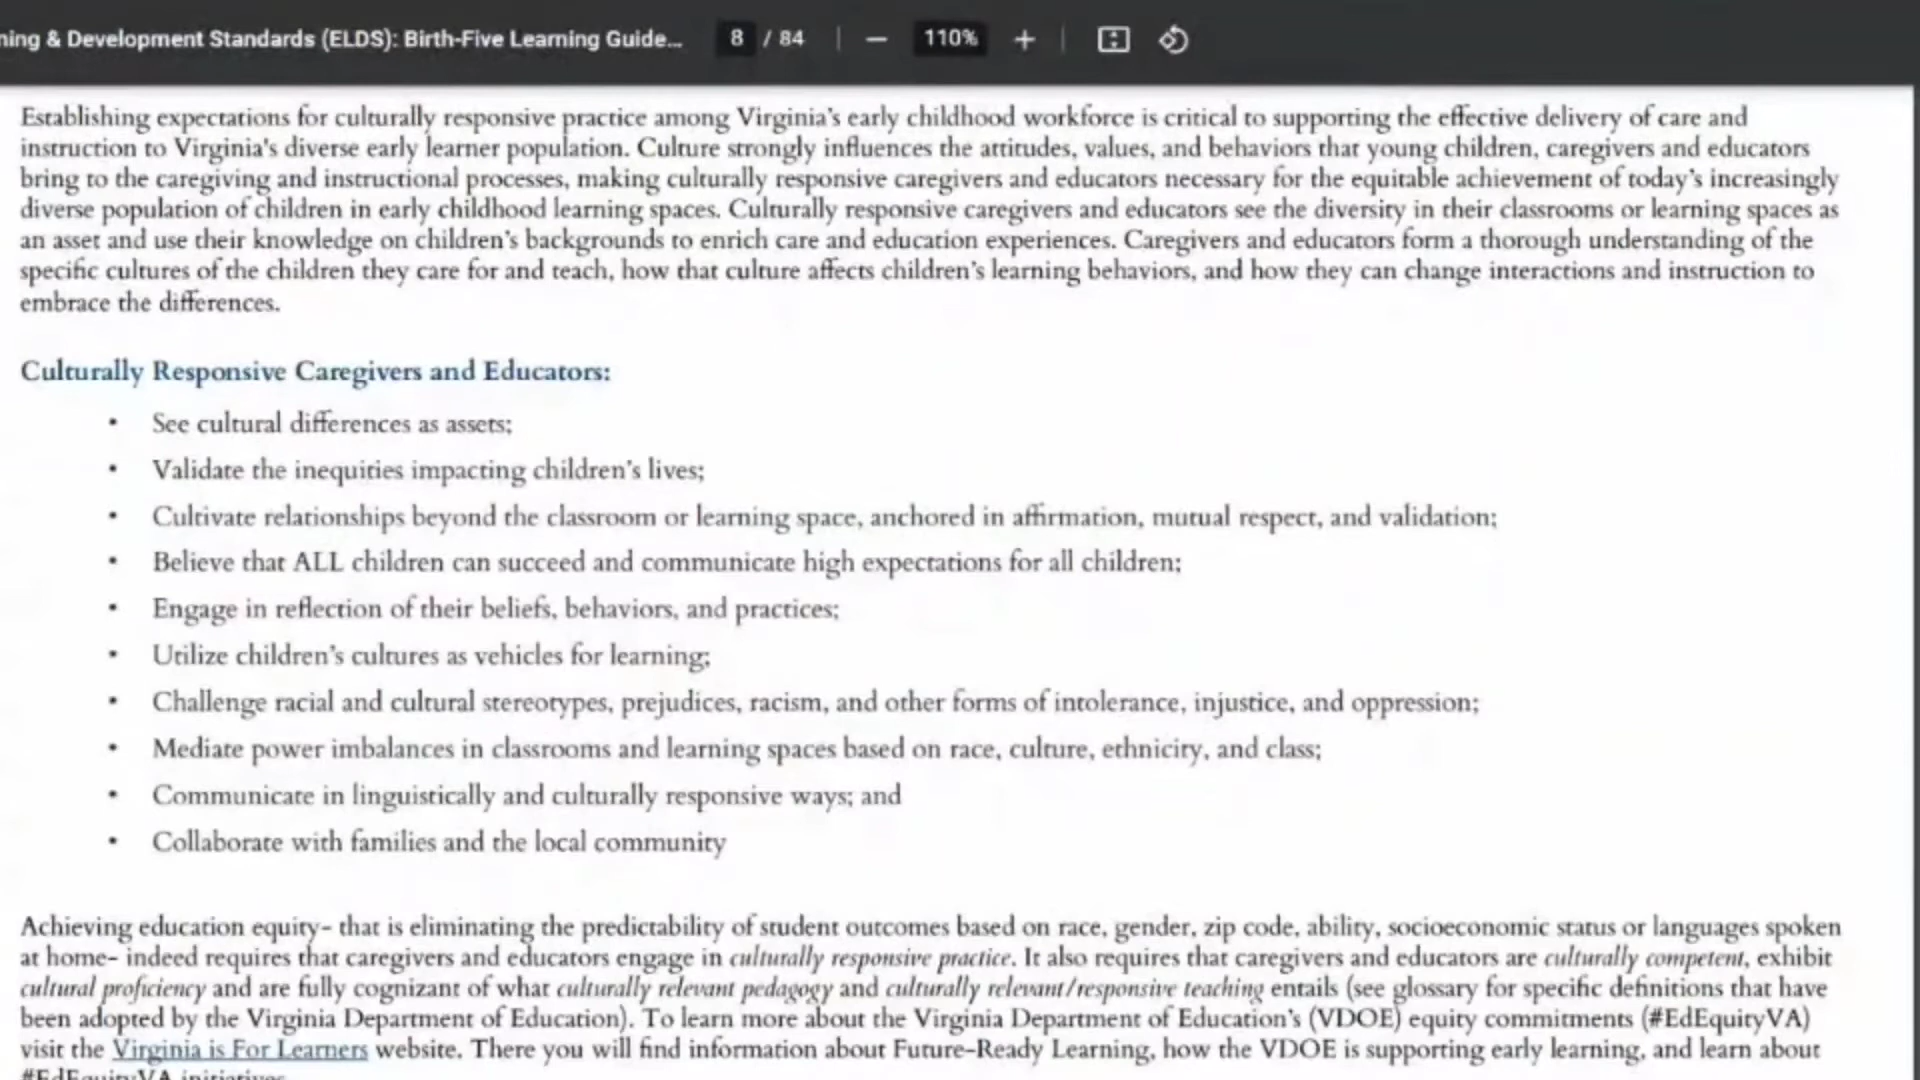 ning & Development Standards (ELDS): Birth-Five Learning Guide... 8 / 84 — 110% +
Establishing expectations for culturally responsive practice among Virginia's early childhood workforce is critical to supporting the effective delivery of care and
instruction to Virginia's diverse early learner population. Culture strongly influences the attitudes, values, and behaviors that young children, caregivers and educators
bring to the caregiving and instructional processes, making culturally responsive caregivers and educators necessary for the equitable achievement of today's increasingly
diverse population of children in early childhood learning spaces. Culturally responsive caregivers and educators see the diversity in their classrooms or learning spaces as
an asset and use their knowledge on children's backgrounds to enrich care and education experiences. Caregivers and educators form a thorough understanding of the
specific cultures of the children they care for and teach, how that culture affects children's learning behaviors, and how they can change interactions and instruction to
embrace the differences.
Culturally Responsive Caregivers and Educators:
• See cultural differences as assets;
• Validate the inequities impacting children's lives;
• Cultivate relationships beyond the classroom or learning space, anchored in affirmation, mutual respect, and validation;
• Believe that ALL children can succeed and communicate high expectations for all children;
• Engage in reflection of their beliefs, behaviors, and practices;
• Utilize children's cultures as vehicles for learning;
• Challenge racial and cultural stereotypes, prejudices, racism, and other forms of intolerance, injustice, and oppression;
• Mediate power imbalances in classrooms and learning spaces based on race, culture, ethnicity, and class;
• Communicate in linguistically and culturally responsive ways; and
• Collaborate with families and the local community
Achieving education equity- that is eliminating the predictability of student outcomes based on race, gender, zip code, ability, socioeconomic status or languages spoken
at home- indeed requires that caregivers and educators engage in culturally responsive practice. It also requires that caregivers and educators are culturally competent, exhibit
cultural proficiency and are fully cognizant of what culturally relevant pedagogy and culturally relevant/responsive teaching entails (see glossary for specific definitions that have
been adopted by the Virginia Department of Education). To learn more about the Virginia Department of Education's (VDOE) equity commitments (#EdEquityVA)
visit the Virginia is For Learners website. There you will find information about Future-Ready Learning, how the VDOE is supporting early learning, and learn about
#EdEquityVA initiatives